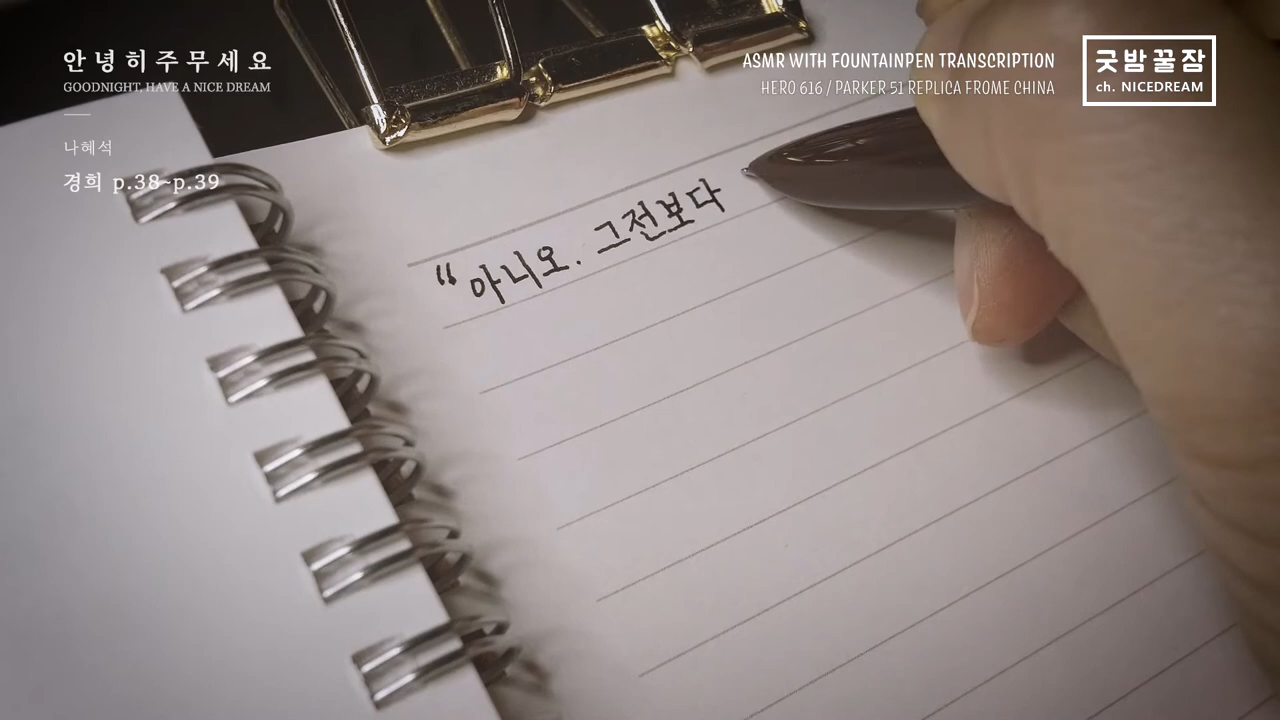 안녕히주무세요
GOODNIGHT, HAVE A NICE DREAM
나혜석
경희 p.38~p.39
ASMR WITH FOUNTAINPEN TRANSCRIPTION
HERO 616 / PARKER 51 REPLICA FROME CHINA
굿밤꿀잠
ch. NICEDREAM
“아니오. 그전보다